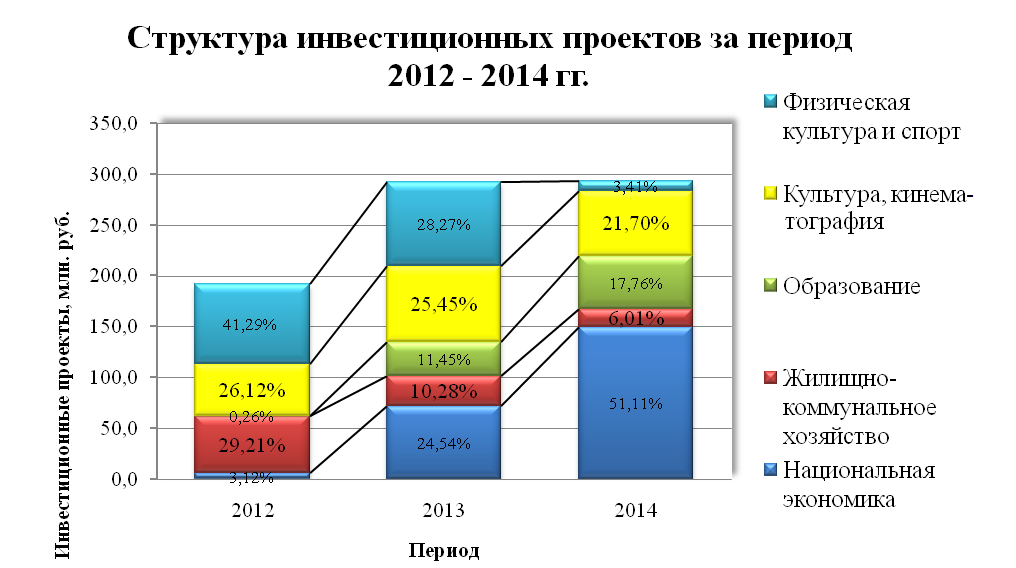 Структура инвестиционных проектов за период
2012 - 2014 гг.
Инвестиционные проекты, млн. руб.
350,0
300,0
250,0
200,0
150,0
100,0
50,0
0,0
41,29%
26,12%
0,26%
29,21%
3,12%
28,27%
25,45%
11,45%
10,28%
24,54%
3,41%
21,70%
17,76%
6,01%
51,11%
2012
2013
2014
Период
Физическая
культура и спорт
Культура, кинема-
тография
Образование
Жилищно-
коммунальное
хозяйство
Национальная
экономика